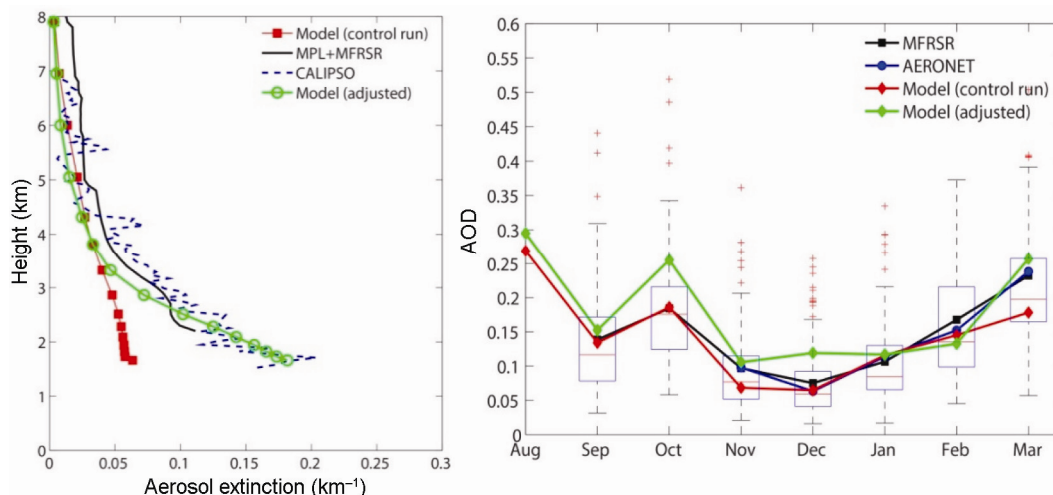 8
7
6
5
4
3
2
1
0
Height (km)
0
0.05
0.1
0.15
0.2
0.25
0.3
Aerosol extinction (km⁻¹)
Model (control run)
MPL+MFRSR
CALIPSO
Model (adjusted)
0.6
0.55
0.5
0.45
0.4
0.35
0.3
0.25
0.2
0.15
0.1
0.05
0
AOD
Aug
Sep
Oct
Nov
Dec
Jan
Feb
Mar
MFRSR
AERONET
Model (control run)
Model (adjusted)